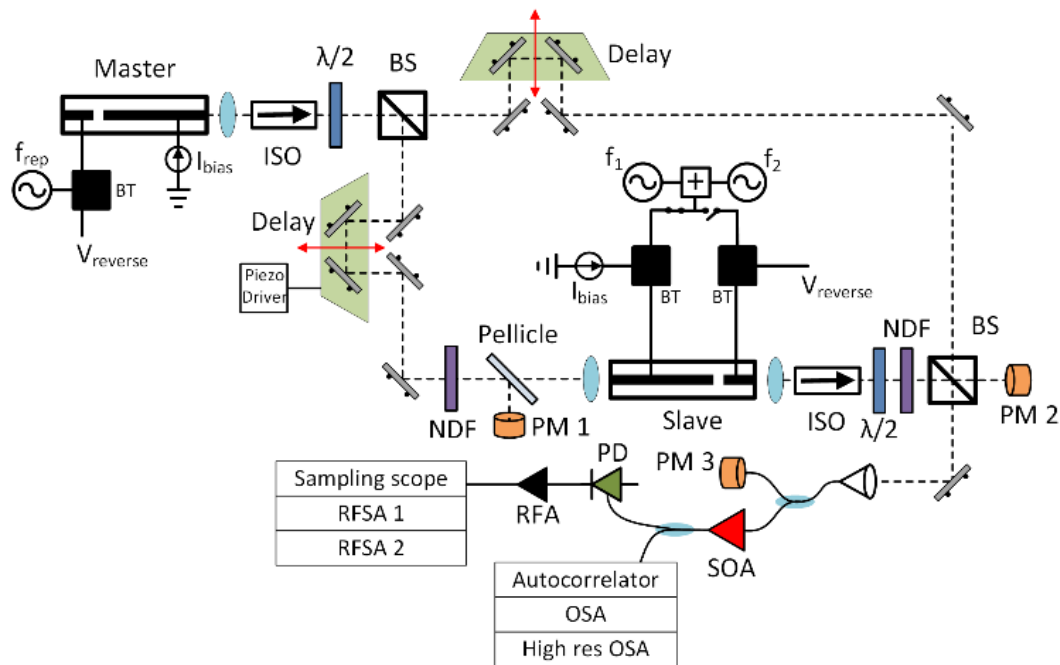 Master
λ/2
BS
Delay
ISO
f_rep
I_bias
BT
V_reverse
f_1
+
f_2
Delay
Piezo
Driver
I_bias
BT
BT
V_reverse
Pellicle
NDF
BS
NDF
PM 1
Slave
ISO
λ/2
PM 2
PD
PM 3
Sampling scope
RFSA 1
RFSA 2
RFA
SOA
Autocorrelator
OSA
High res OSA